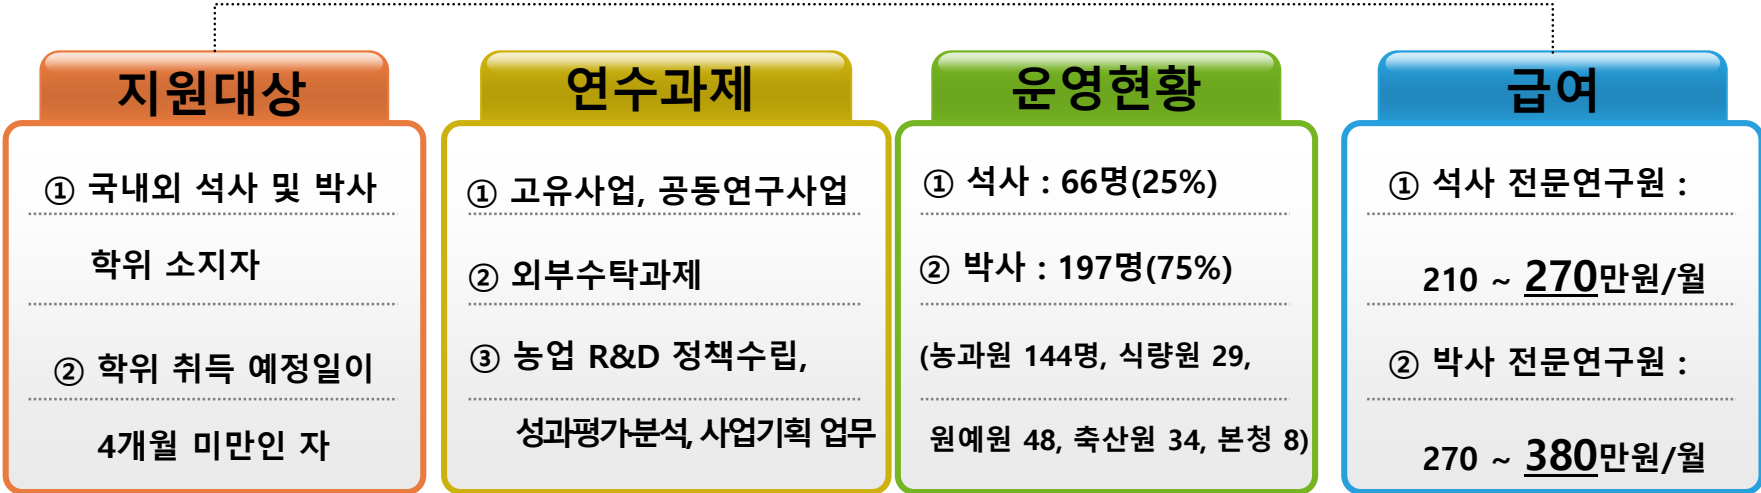 지원대상
① 국내외 석사 및 박사
학위 소지자
② 학위 취득 예정일이
4개월 미만인 자
연수과제
① 고유사업, 공동연구사업
② 외부수탁과제
③ 농업 R&D 정책수립,
성과평가·분석, 사업기획 업무
운영현황
① 석사 : 66명(25%)
② 박사 : 197명(75%)
(농과원 144명, 식량원 29,
원예원 48, 축산원 34, 본청 8)
급여
① 석사 전문연구원 :
210 ~ 270만원/월
② 박사 전문연구원 :
270 ~ 380만원/월